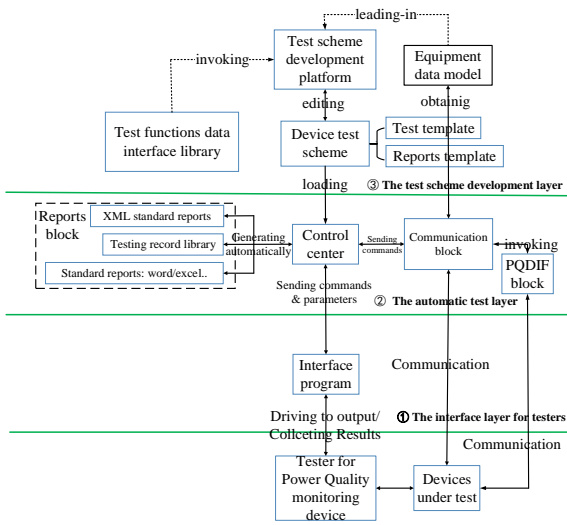 leading-in
Test scheme
development
platform
Equipment
data model
invoking
editing
obtainig
Test functions data
interface library
Device test
scheme
Test template
Reports template
loading
③ The test scheme development layer
Reports
block
XML standard reports
Testing record library
Standard reports: word/excel..
Generating
automatically
Control
center
Sending
commands
Communication
block
invoking
PQDIF
block
Sending commands
& parameters
② The automatic test layer
Interface
program
Communication
① The interface layer for testers
Driving to output/
Collceting Results
Communication
Tester for
Power Quality
monitoring
device
Devices
under test